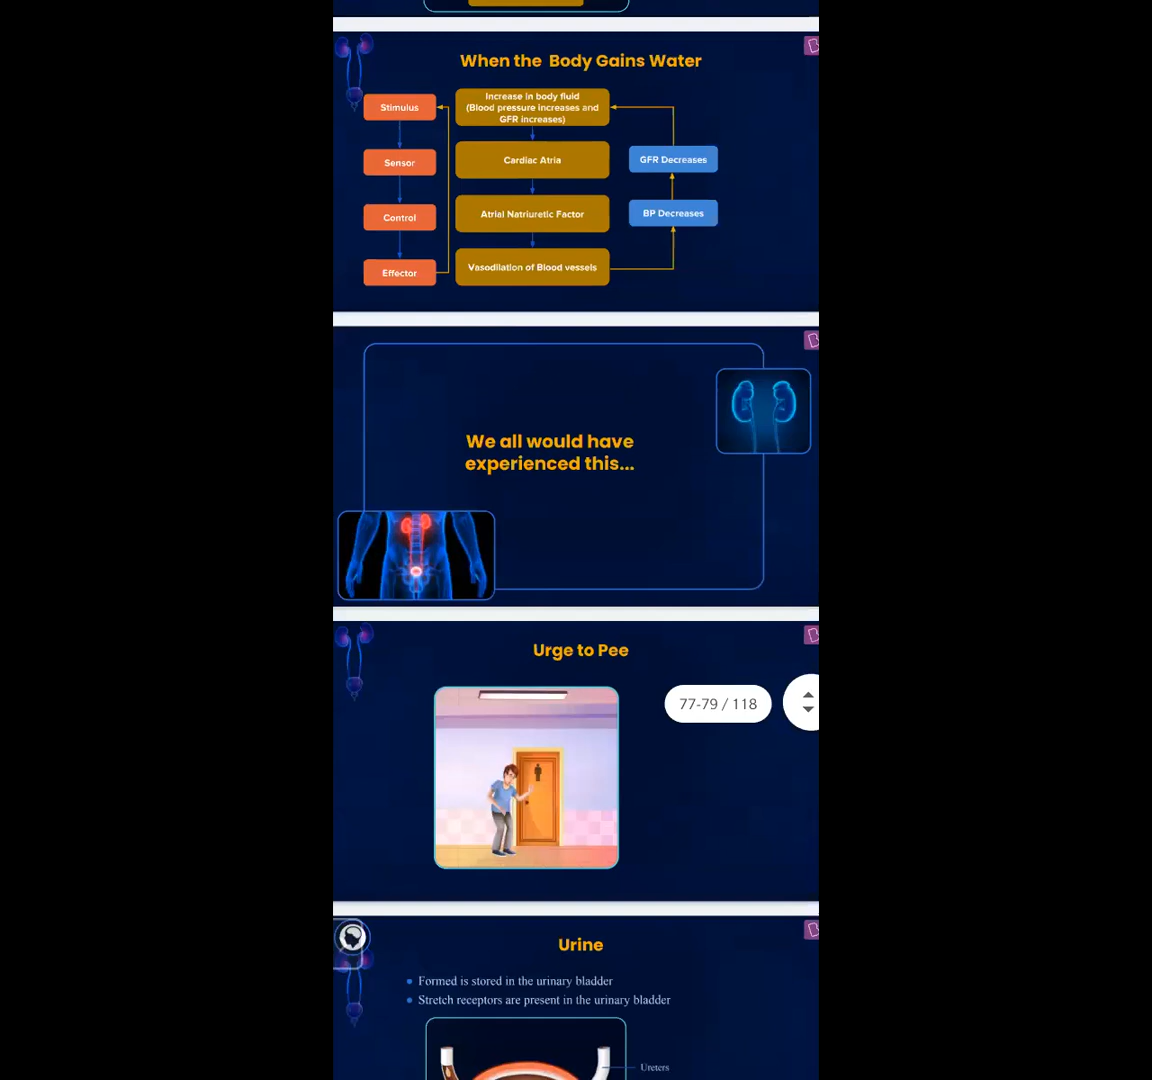 When the Body Gains Water
Stimulus
Sensor
Control
Effector
Increase in body fluid
(Blood pressure increases and
GFR increases)
Cardiac Atria
Atrial Natriuretic Factor
Vasodilation of Blood vessels
GFR Decreases
BP Decreases
We all would have
experienced this...
Urge to Pee
77-79 / 118
Urine
Formed is stored in the urinary bladder
Stretch receptors are present in the urinary bladder
Ureters